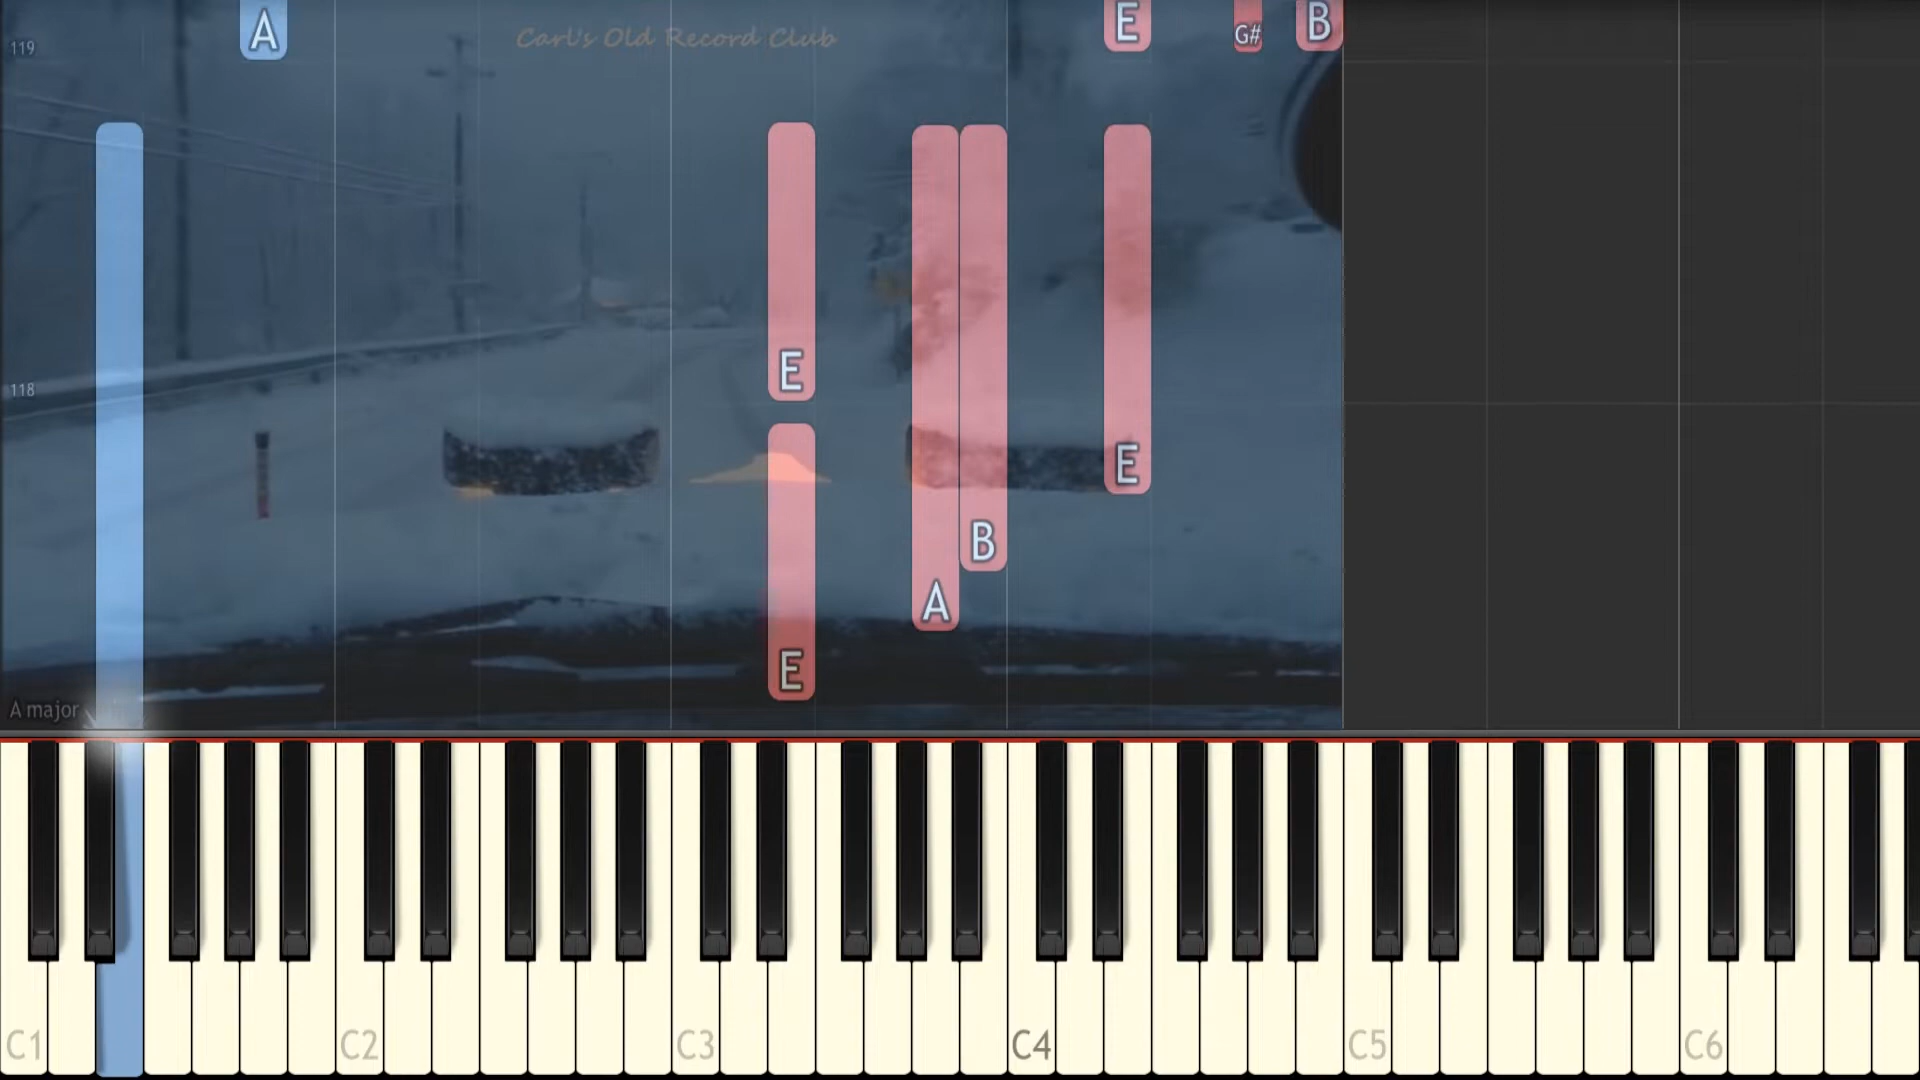 119
A
Carl's Old Record Club
E
G#
B
118
E
E
B
A
E
A major
C1
C2
C3
C4
C5
C6